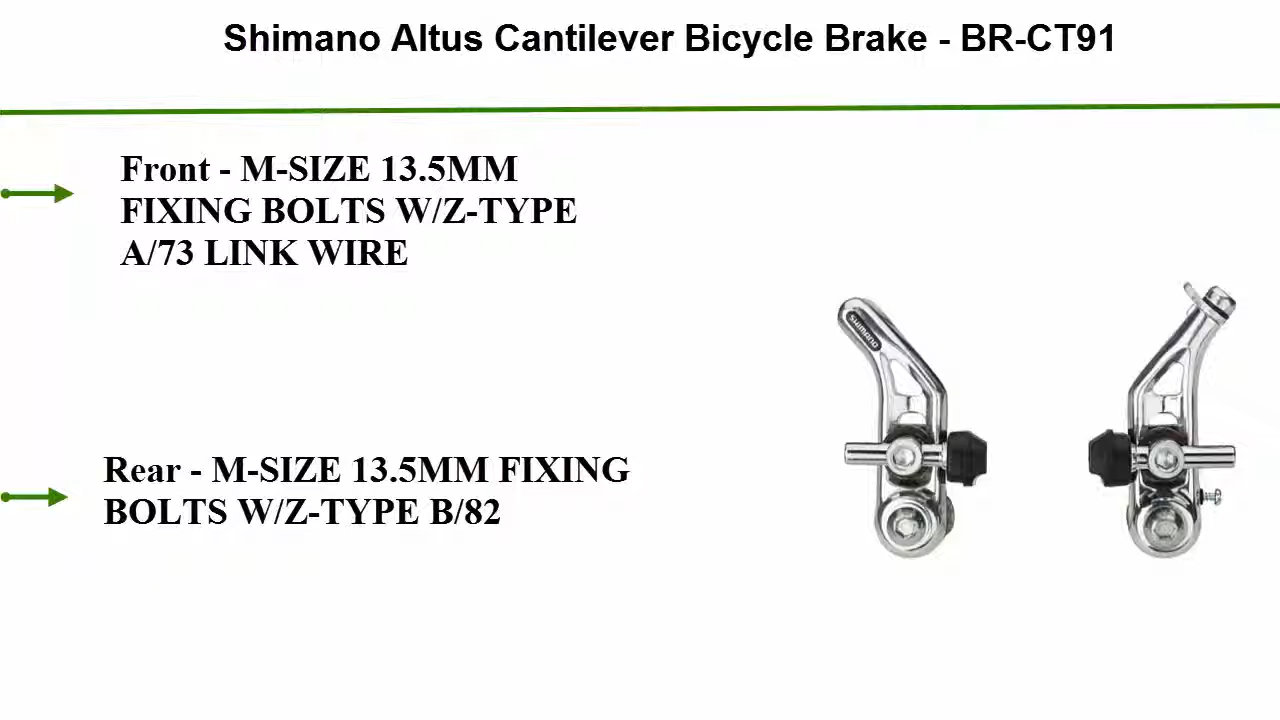 Shimano Altus Cantilever Bicycle Brake - BR-CT91
Front - M-SIZE 13.5MM
FIXING BOLTS W/Z-TYPE
A/73 LINK WIRE
SHIMANO
Rear - M-SIZE 13.5MM FIXING
BOLTS W/Z-TYPE B/82